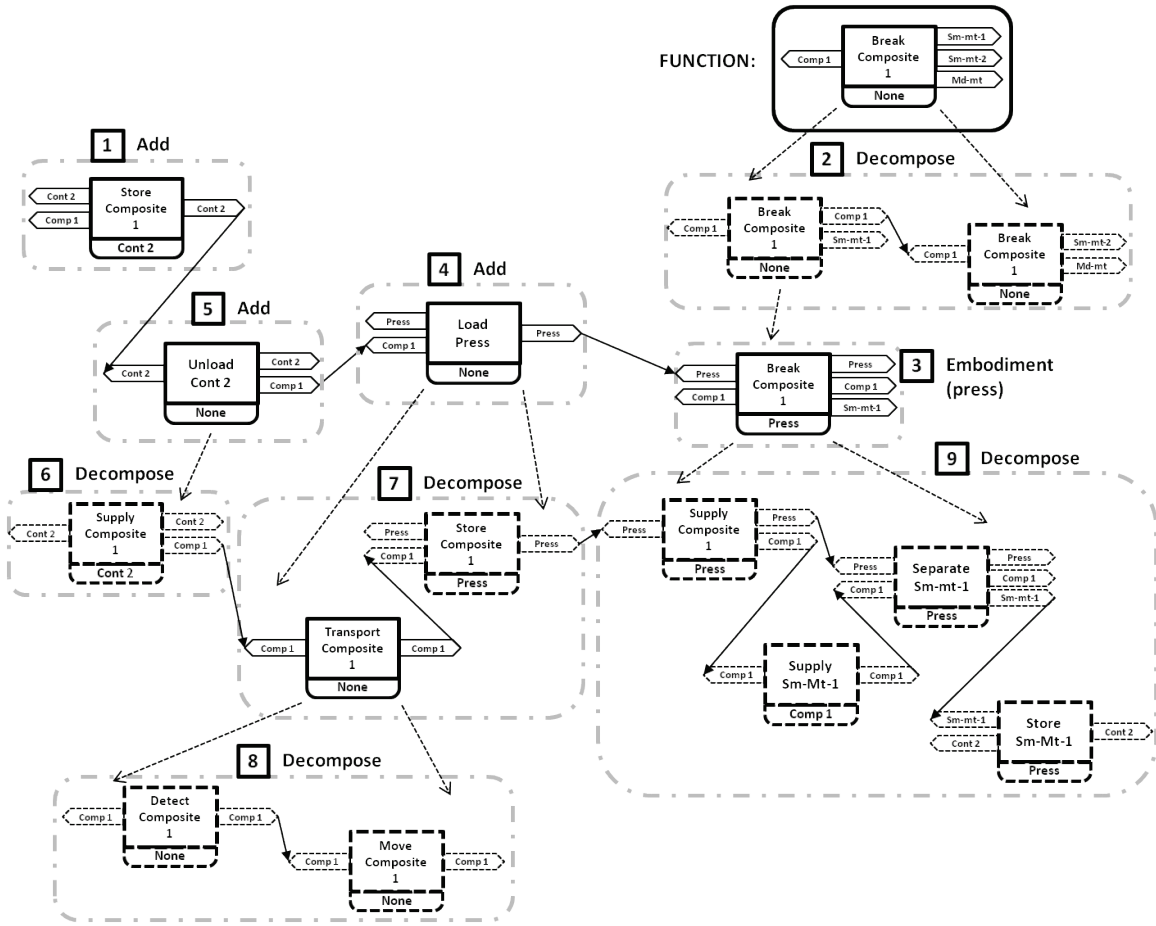 FUNCTION:
Comp 1
Break
Composite
1
None
Sm-mt-1
Sm-mt-2
Md-mt
1 Add
Cont 2
Comp 1
Store
Composite
1
Cont 2
Cont 2
2 Decompose
Comp 1
Break
Composite
1
None
Comp 1
Sm-mt-1
Comp 1
Break
Composite
1
None
Sm-mt-2
Md-mt
5 Add
Cont 2
Unload
Cont 2
None
Cont 2
Comp 1
4 Add
Press
Comp 1
Load
Press
None
Press
3 Embodiment
(press)
Press
Comp 1
Break
Composite
1
Press
Press
Comp 1
Sm-mt-1
6 Decompose
Cont 2
Supply
Composite
1
Cont 2
Cont 2
Comp 1
7 Decompose
Press
Comp 1
Store
Composite
1
Press
Press
Comp 1
Transport
Composite
1
None
Comp 1
9 Decompose
Press
Supply
Composite
1
Press
Press
Comp 1
Press
Comp 1
Separate
Sm-mt-1
Press
Press
Comp 1
Sm-mt-1
Comp 1
Supply
Sm-Mt-1
Comp 1
Comp 1
Sm-mt-1
Cont 2
Store
Sm-Mt-1
Press
Cont 2
8 Decompose
Comp 1
Detect
Composite
1
None
Comp 1
Comp 1
Move
Composite
1
None
Comp 1